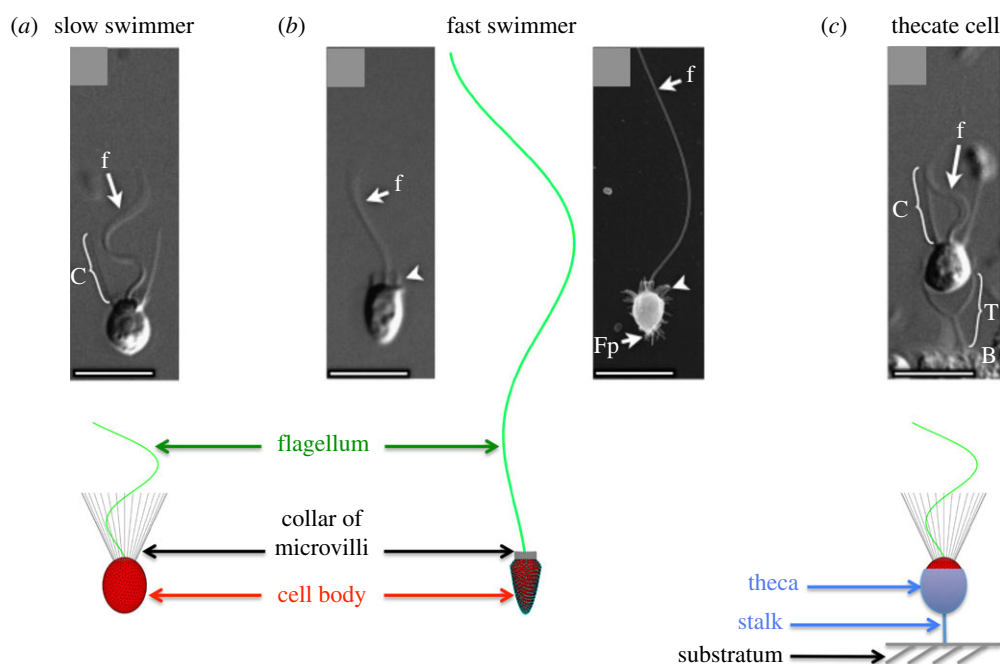 (a) slow swimmer
(b) fast swimmer
(c) thecate cell
f
C
f
f
Fp
f
C
T
B
flagellum
collar of
microvilli
cell body
theca
stalk
substratum